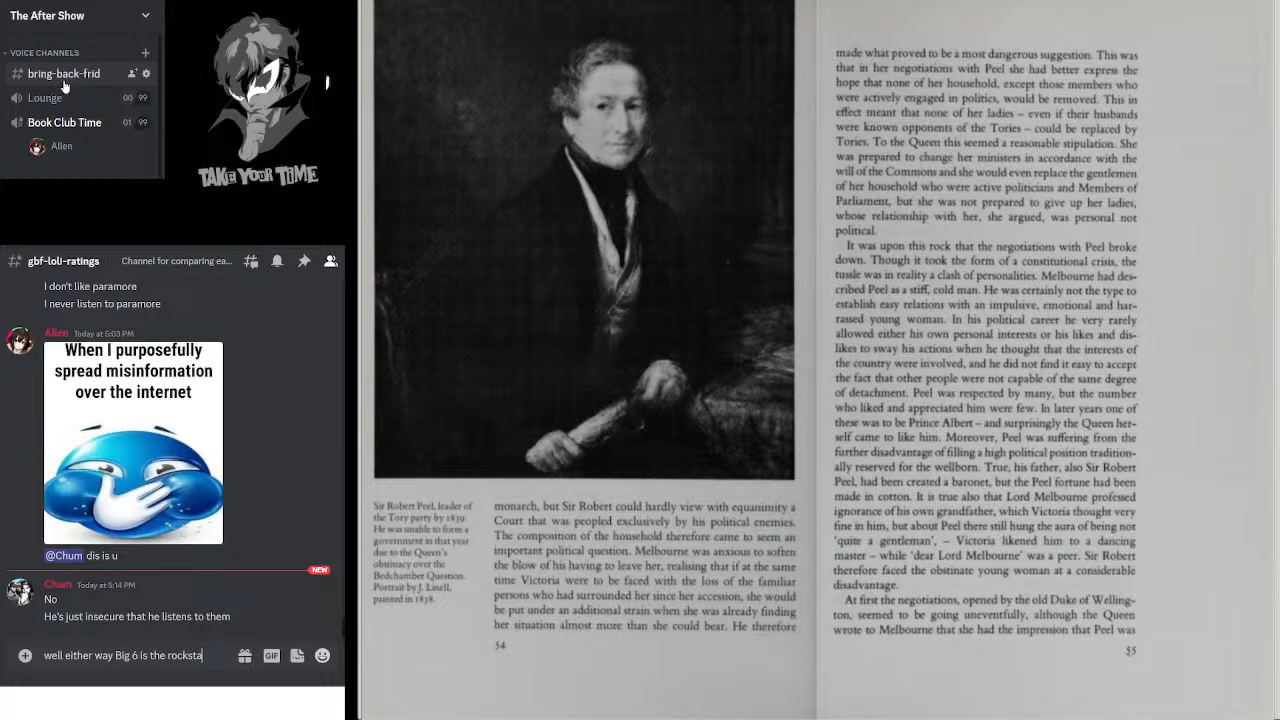 The After Show
VOICE CHANNELS
bring-back-frid
Lounge
00 99
Book Club Time
01 99
Allen
TAKE YOUR TIME
gbf-loli-ratings
Channel for comparing ea...
I don't like paramore
I never listen to paramore
Allen Today at 5:03 PM
When I purposefully
spread misinformation
over the internet
@Chum dis is u
NEW
Chum Today at 5:14 PM
No
He's just insecure that he listens to them
well either way Big 6 is the rocksta
GIF
Sir Robert Peel, leader of
the Tory party by 1839.
He was unable to form a
government in that year
due to the Queen's
obstinacy over the
Bedchamber Question.
Portrait by J. Linell,
painted in 1838.
monarch, but Sir Robert could hardly view with equanimity a
Court that was peopled exclusively by his political enemies.
The composition of the household therefore came to seem an
important political question. Melbourne was anxious to soften
the blow of his having to leave her, realising that if at the same
time Victoria were to be faced with the loss of the familiar
persons who had surrounded her since her accession, she would
be put under an additional strain when she was already finding
her situation almost more than she could bear. He therefore
54
made what proved to be a most dangerous suggestion. This was
that in her negotiations with Peel she had better express the
hope that none of her household, except those members who
were actively engaged in politics, would be removed. This in
effect meant that none of her ladies – even if their husbands
were known opponents of the Tories – could be replaced by
Tories. To the Queen this seemed a reasonable stipulation. She
was prepared to change her ministers in accordance with the
will of the Commons and she would even replace the gentlemen
of her household who were active politicians and Members of
Parliament, but she was not prepared to give up her ladies,
whose relationship with her, she argued, was personal not
political.
It was upon this rock that the negotiations with Peel broke
down. Though it took the form of a constitutional crisis, the
tussle was in reality a clash of personalities. Melbourne had des-
cribed Peel as a stiff, cold man. He was certainly not the type to
establish easy relations with an impulsive, emotional and har-
rassed young woman. In his political career he very rarely
allowed either his own personal interests or his likes and dis-
likes to sway his actions when he thought that the interests of
the country were involved, and he did not find it easy to accept
the fact that other people were not capable of the same degree
of detachment. Peel was respected by many, but the number
who liked and appreciated him were few. In later years one of
these was to be Prince Albert – and surprisingly the Queen her-
self came to like him. Moreover, Peel was suffering from the
further disadvantage of filling a high political position tradition-
ally reserved for the wellborn. True, his father, also Sir Robert
Peel, had been created a baronet, but the Peel fortune had been
made in cotton. It is true also that Lord Melbourne professed
ignorance of his own grandfather, which Victoria thought very
fine in him, but about Peel there still hung the aura of being not
'quite a gentleman', – Victoria likened him to a dancing
master – while 'dear Lord Melbourne' was a peer. Sir Robert
therefore faced the obstinate young woman at a considerable
disadvantage.
At first the negotiations, opened by the old Duke of Welling-
ton, seemed to be going uneventfully, although the Queen
wrote to Melbourne that she had the impression that Peel was
55